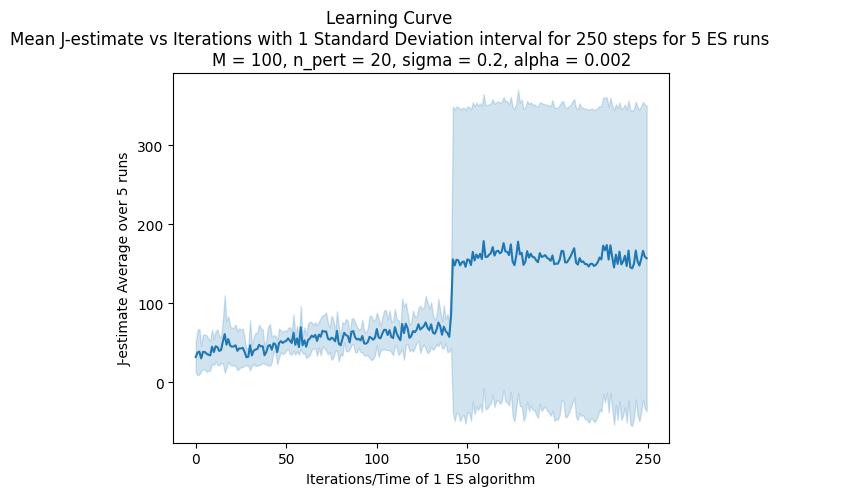 Learning Curve
Mean J-estimate vs Iterations with 1 Standard Deviation interval for 250 steps for 5 ES runs
M = 100, n_pert = 20, sigma = 0.2, alpha = 0.002
J-estimate Average over 5 runs
300
200
100
0
0 50 100 150 200 250
Iterations/Time of 1 ES algorithm